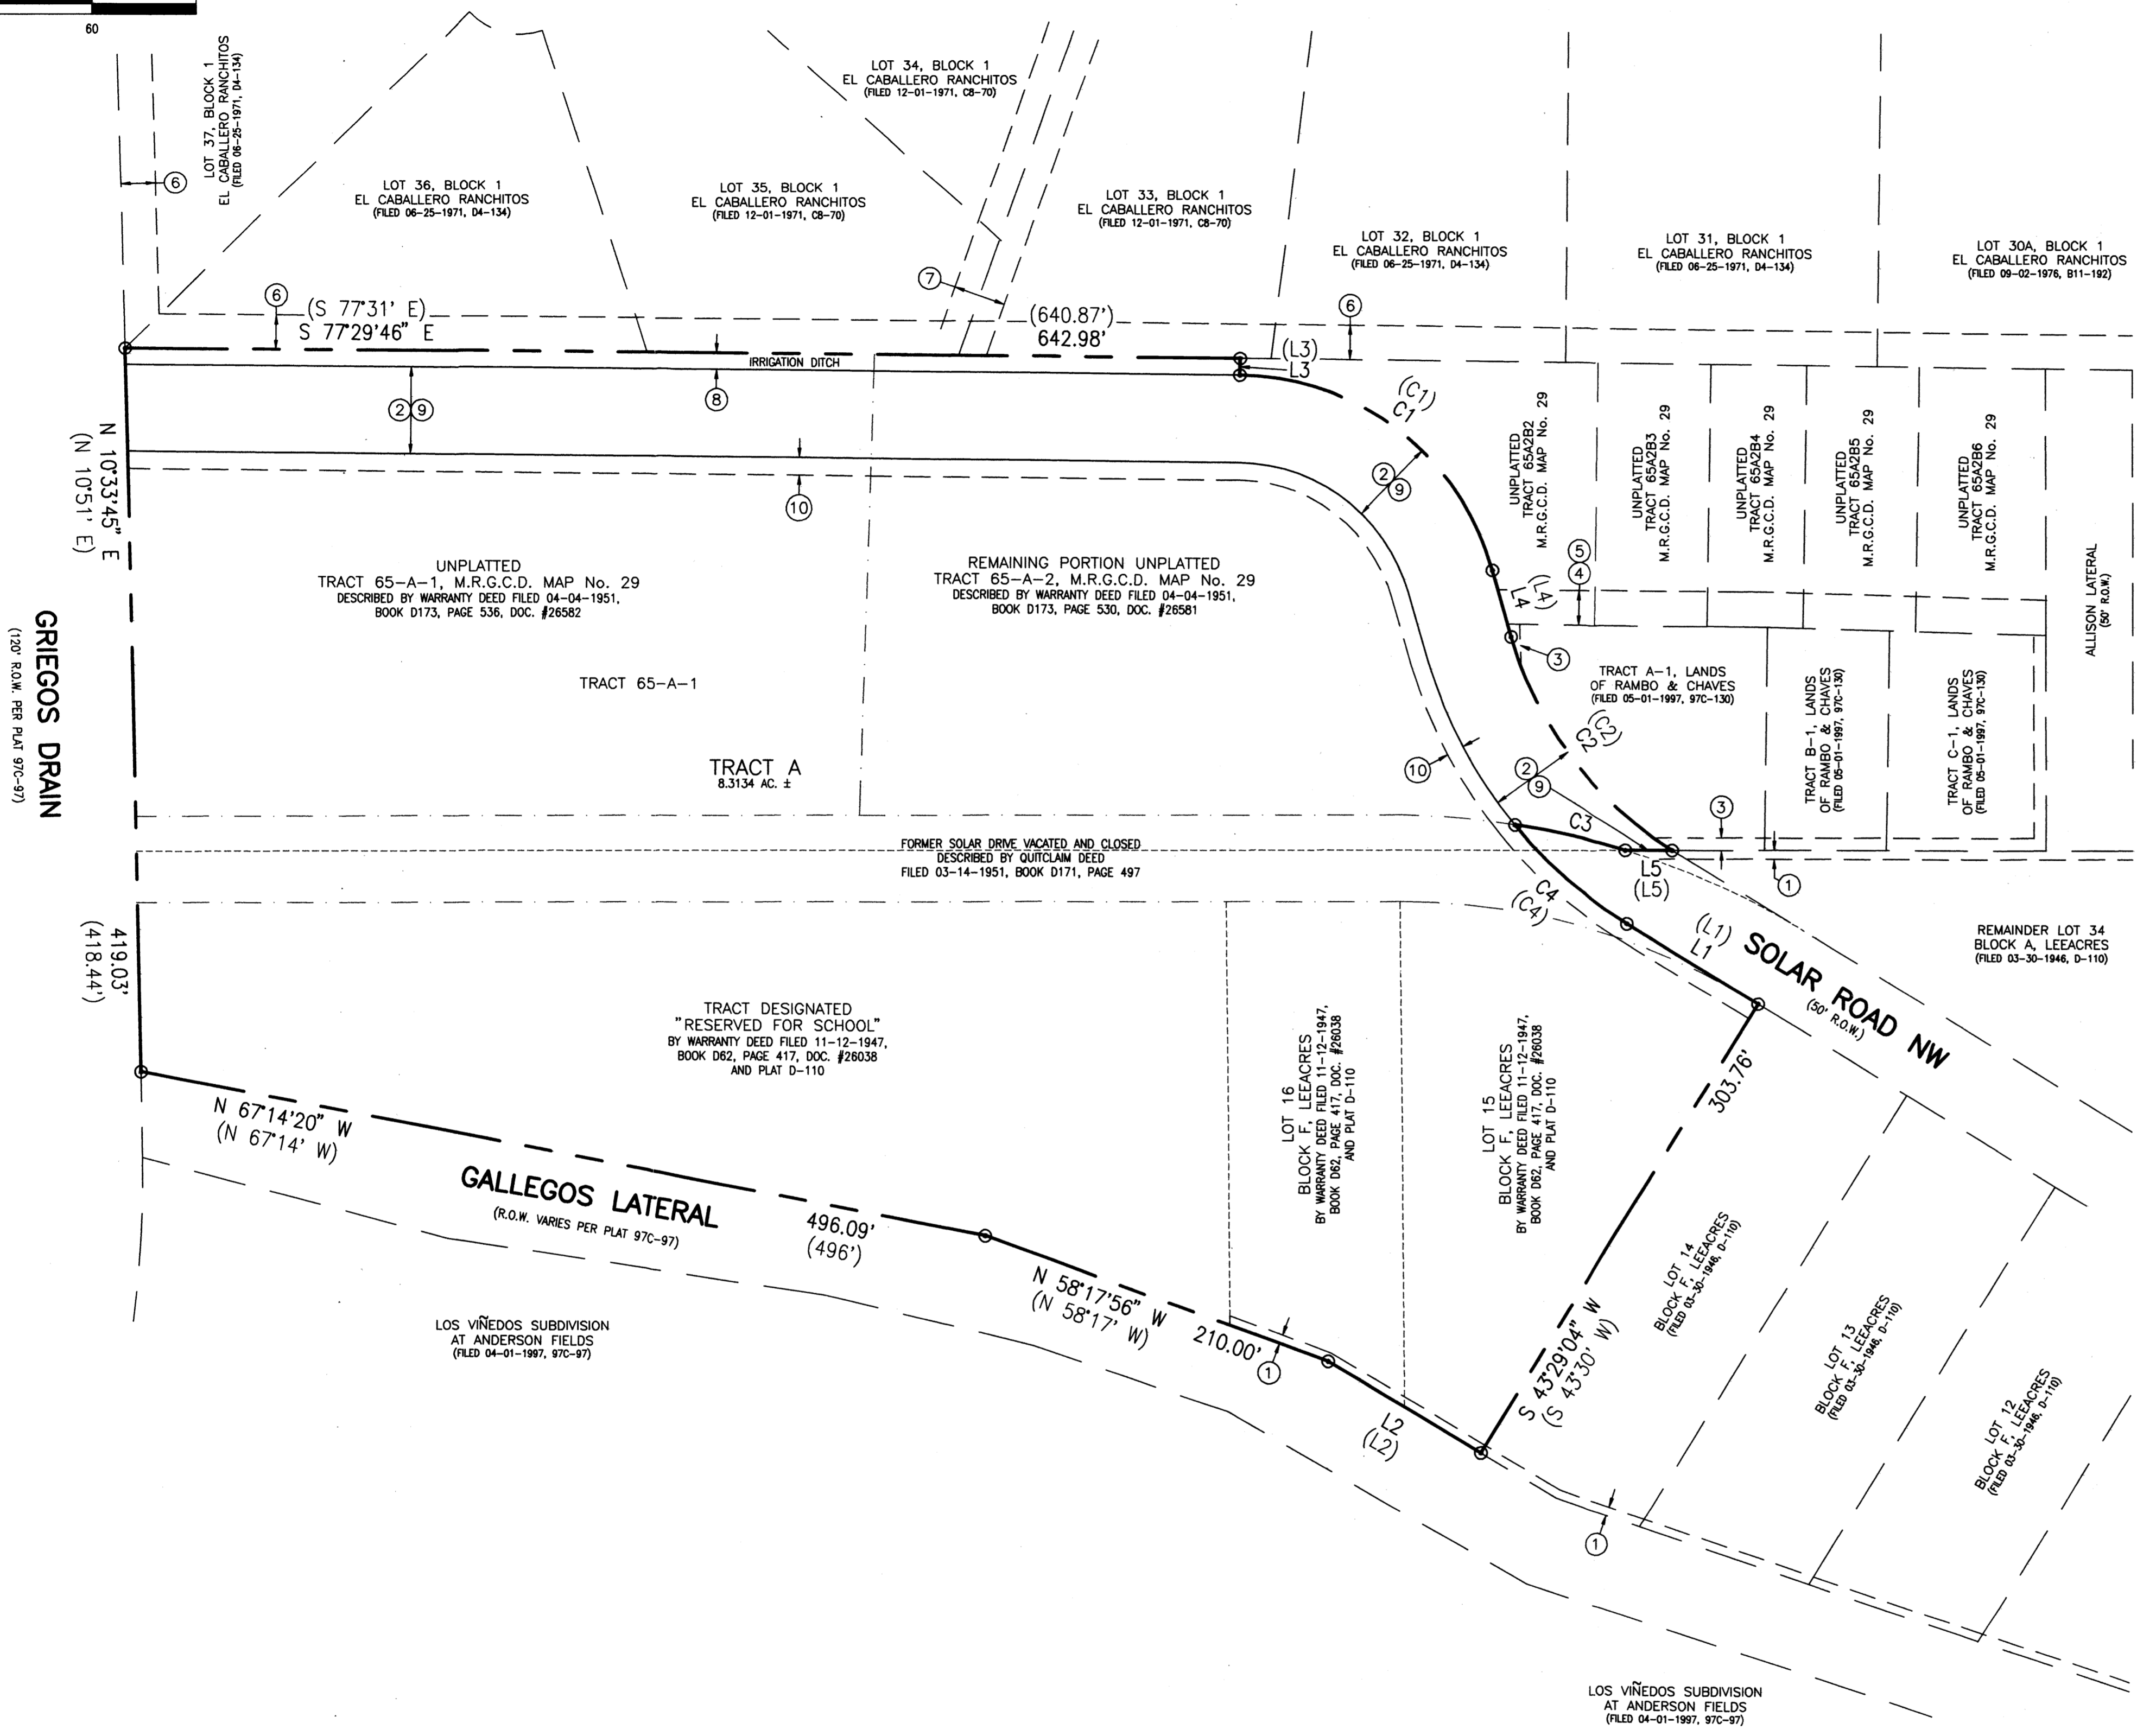 60
LOT 37, BLOCK 1
EL CABALLERO RANCHITOS
(FILED 06-25-1971, D4-134)
LOT 34, BLOCK 1
EL CABALLERO RANCHITOS
(FILED 12-01-1971, C8-70)
6
LOT 36, BLOCK 1
EL CABALLERO RANCHITOS
(FILED 06-25-1971, D4-134)
LOT 35, BLOCK 1
EL CABALLERO RANCHITOS
(FILED 12-01-1971, C8-70)
LOT 33, BLOCK 1
EL CABALLERO RANCHITOS
(FILED 12-01-1971, C8-70)
LOT 32, BLOCK 1
EL CABALLERO RANCHITOS
(FILED 06-25-1971, D4-134)
LOT 31, BLOCK 1
EL CABALLERO RANCHITOS
(FILED 06-25-1971, D4-134)
LOT 30A, BLOCK 1
EL CABALLERO RANCHITOS
(FILED 09-02-1976, B11-192)
7
6
6
(S 77°31' E)
S 77°29'46" E
(640.87')
642.98'
IRRIGATION DITCH
(L3)
L3
2 9
8
(C1)
C1
10
2
9
UNPLATTED
TRACT 65A2B2
M.R.G.C.D. MAP No. 29
UNPLATTED
TRACT 65A2B3
M.R.G.C.D. MAP No. 29
UNPLATTED
TRACT 65A2B4
M.R.G.C.D. MAP No. 29
UNPLATTED
TRACT 65A2B5
M.R.G.C.D. MAP No. 29
UNPLATTED
TRACT 65A2B6
M.R.G.C.D. MAP No. 29
ALLISON LATERAL
(50' R.O.W.)
N 10°33'45" E
(N 10°51' E)
UNPLATTED
TRACT 65-A-1, M.R.G.C.D. MAP No. 29
DESCRIBED BY WARRANTY DEED FILED 04-04-1951,
BOOK D173, PAGE 536, DOC. #26582
REMAINING PORTION UNPLATTED
TRACT 65-A-2, M.R.G.C.D. MAP No. 29
DESCRIBED BY WARRANTY DEED FILED 04-04-1951,
BOOK D173, PAGE 530, DOC. #26581
5
4
(L4)
L4
3
GRIEGOS DRAIN
(120' R.O.W. PER PLAT 97C-97)
TRACT 65-A-1
TRACT A-1, LANDS
OF RAMBO & CHAVES
(FILED 05-01-1997, 97C-130)
TRACT B-1, LANDS
OF RAMBO & CHAVES
(FILED 05-01-1997, 97C-130)
TRACT C-1, LANDS
OF RAMBO & CHAVES
(FILED 05-01-1997, 97C-130)
(C2)
C2
TRACT A
8.3134 AC. ±
10
2
9
3
C3
FORMER SOLAR DRIVE VACATED AND CLOSED
DESCRIBED BY QUITCLAIM DEED
FILED 03-14-1951, BOOK D171, PAGE 497
L5
(L5)
1
C4
(C4)
419.03'
(418.44')
(L1)
L1
SOLAR ROAD NW
(50' R.O.W.)
REMAINDER LOT 34
BLOCK A, LEEACRES
(FILED 03-30-1946, D-110)
TRACT DESIGNATED
"RESERVED FOR SCHOOL"
BY WARRANTY DEED FILED 11-12-1947,
BOOK D62, PAGE 417, DOC. #26038
AND PLAT D-110
LOT 16
BLOCK F, LEEACRES
BY WARRANTY DEED FILED 11-12-1947,
BOOK D62, PAGE 417, DOC. #26038
AND PLAT D-110
LOT 15
BLOCK F, LEEACRES
BY WARRANTY DEED FILED 11-12-1947,
BOOK D62, PAGE 417, DOC. #26038
AND PLAT D-110
303.76'
N 67°14'20" W
(N 67°14' W)
GALLEGOS LATERAL
(R.O.W. VARIES PER PLAT 97C-97)
496.09'
(496')
N 58°17'56" W
(N 58°17' W)
210.00'
1
S 43°29'04" W
(S 43°30' W)
LOT 14
BLOCK F, LEEACRES
(FILED 03-30-1946, D-110)
LOT 13
BLOCK F, LEEACRES
(FILED 03-30-1946, D-110)
LOT 12
BLOCK F, LEEACRES
(FILED 03-30-1946, D-110)
LOS VIÑEDOS SUBDIVISION
AT ANDERSON FIELDS
(FILED 04-01-1997, 97C-97)
L2
(L2)
1
LOS VIÑEDOS SUBDIVISION
AT ANDERSON FIELDS
(FILED 04-01-1997, 97C-97)